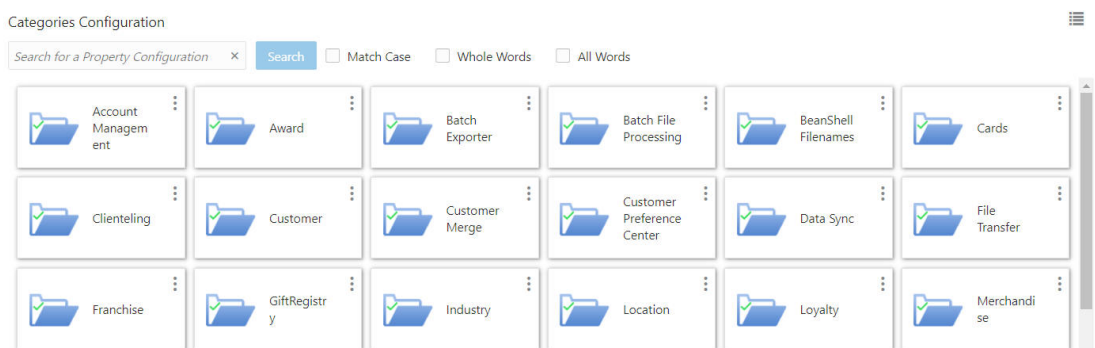 Categories Configuration
Search for a Property Configuration × Search Match Case Whole Words All Words
Account
Managem
ent
Award
Batch
Exporter
Batch File
Processing
BeanShell
Filenames
Cards
Clienteling
Customer
Customer
Merge
Customer
Preference
Center
Data Sync
File
Transfer
Franchise
GiftRegistr
y
Industry
Location
Loyalty
Merchandi
se